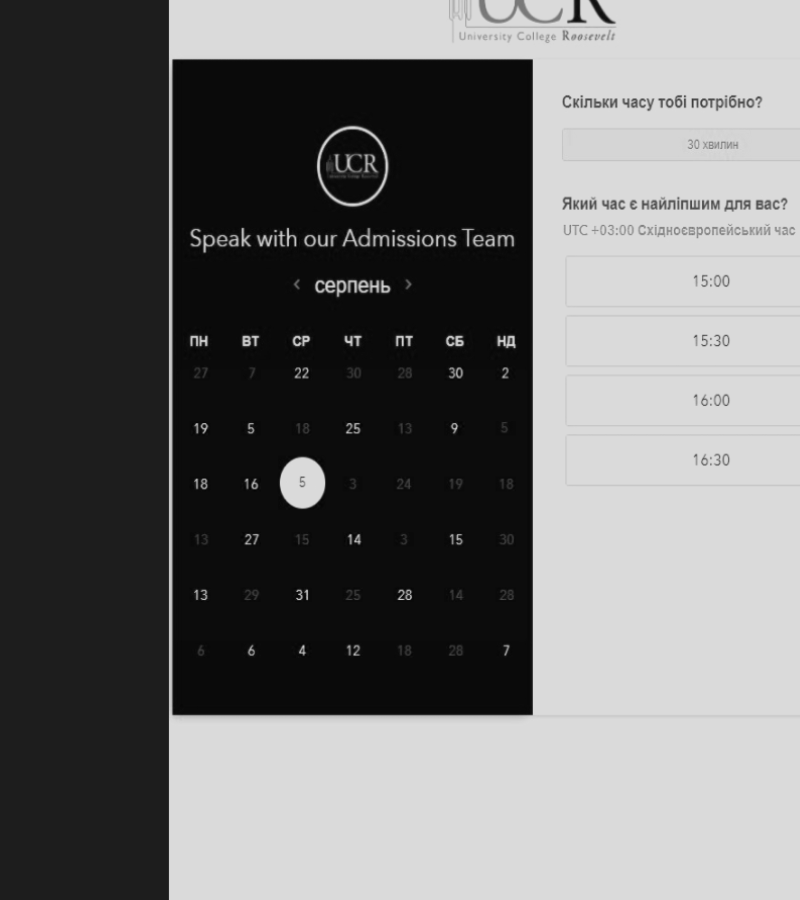 UCR
University College Roosevelt
UCR
Speak with our Admissions Team
‹ серпень ›
ПН ВТ СР ЧТ ПТ СБ НД
27 7 22 30 28 30 2
19 5 18 25 13 9 5
18 16 5 3 24 19 18
13 27 15 14 3 15 30
13 29 31 25 28 14 28
6 6 4 12 18 28 7
Скільки часу тобі потрібно?
30 хвилин
Який час є найліпшим для вас?
UTC +03:00 Східноєвропейський час
15:00
15:30
16:00
16:30